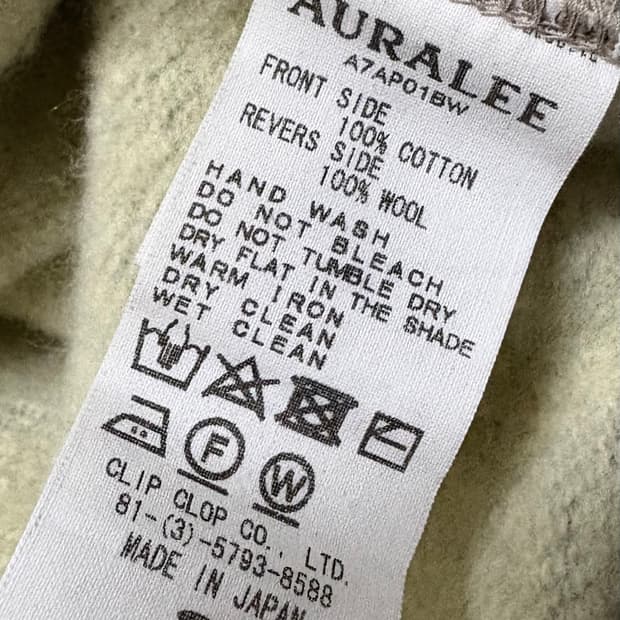 AURALEE
A7AP01BW
FRONT SIDE
100% COTTON
REVERS SIDE
100% WOOL
HAND WASH
DO NOT BLEACH
DO NOT TUMBLE DRY
DRY FLAT IN THE SHADE
WARM IRON
DRY CLEAN
WET CLEAN
F
W
CLIP CLOP CO., LTD.
81-(3)-5793-8588
MADE IN JAPAN